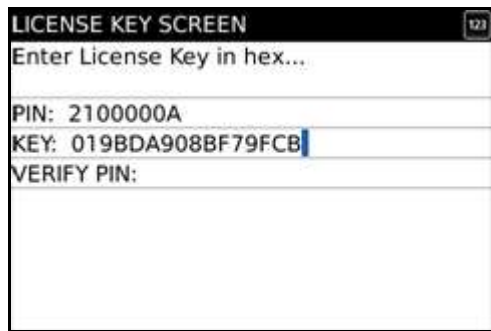 LICENSE KEY SCREEN 123
Enter License Key in hex...
PIN: 2100000A
KEY: 019BDA908BF79FCB
VERIFY PIN: